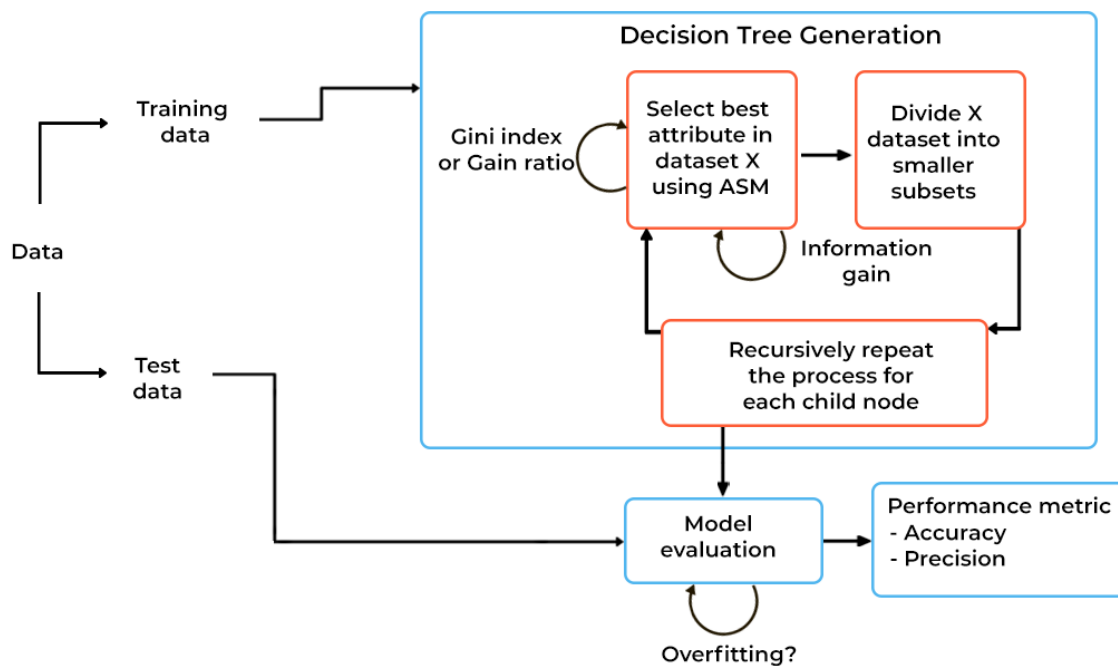 Decision Tree Generation
Training
data
Gini index
or Gain ratio
Select best
attribute in
dataset X
using ASM
Divide X
dataset into
smaller
subsets
Data
Information
gain
Test
data
Recursively repeat
the process for
each child node
Model
evaluation
Performance metric
- Accuracy
- Precision
Overfitting?